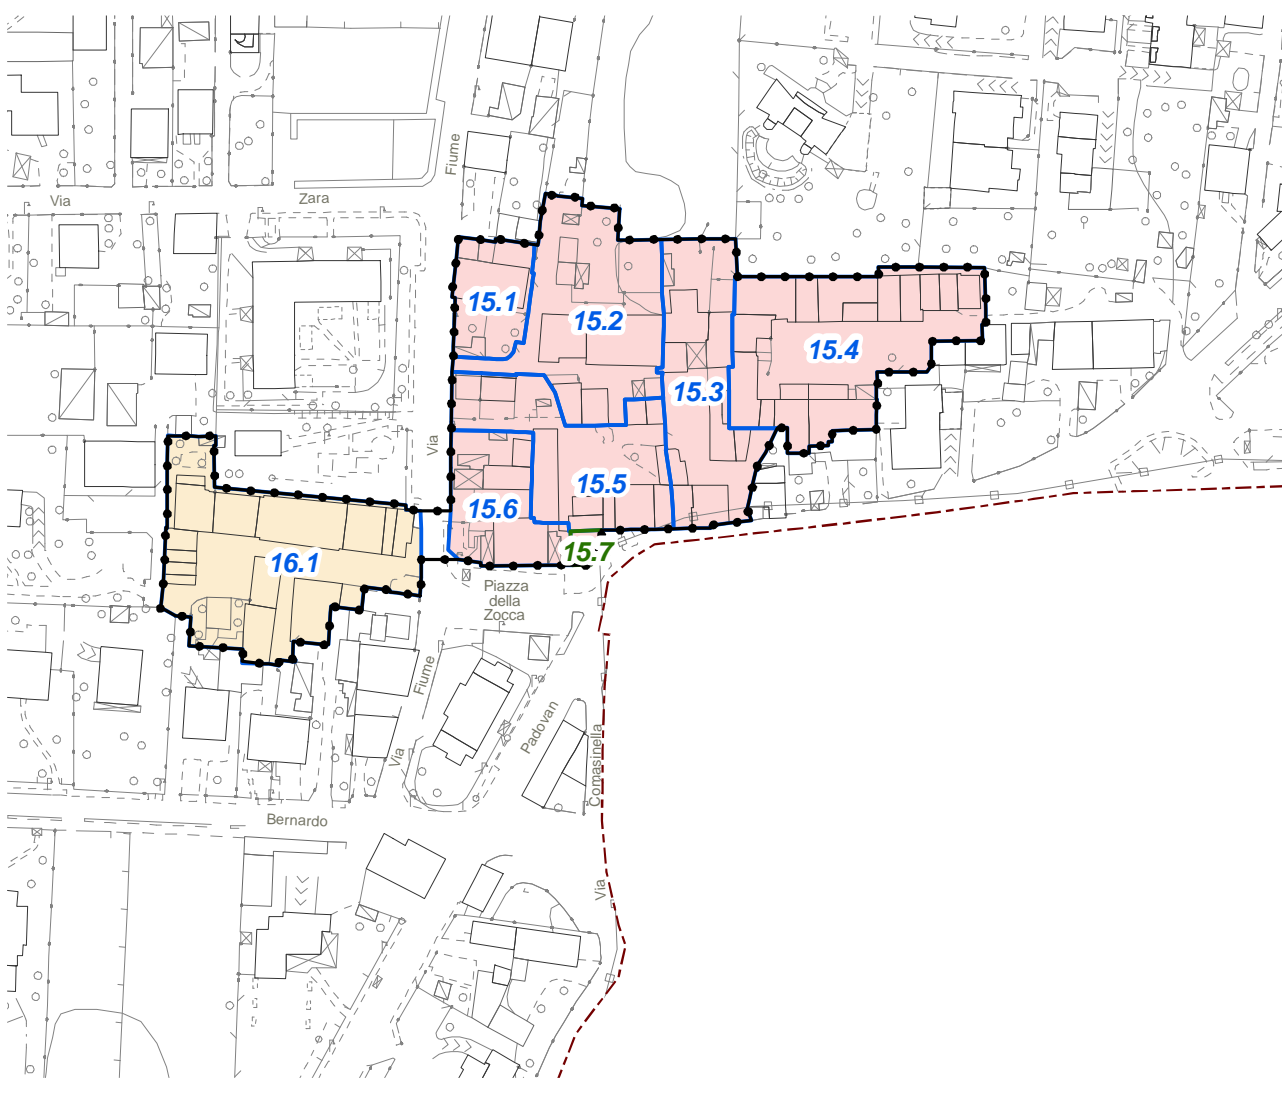 Fiume
Via
Zara
15.1
15.2
15.4
15.3
Via
15.5
15.6
15.7
16.1
Piazza
della
Zocca
Fiume
Padovan
Via
Comasinella
Bernardo
Via